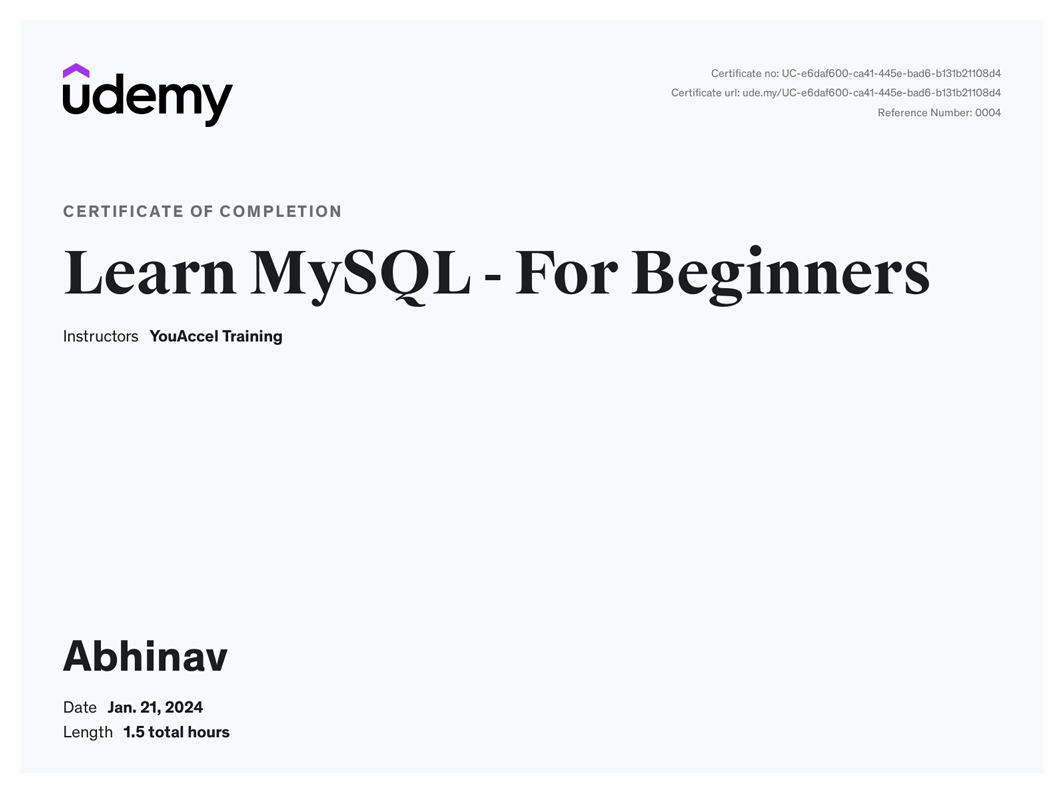 udemy
Certificate no: UC-e6daf600-ca41-445e-bad6-b131b21108d4
Certificate url: ude.my/UC-e6daf600-ca41-445e-bad6-b131b21108d4
Reference Number: 0004
CERTIFICATE OF COMPLETION
Learn MySQL - For Beginners
Instructors YouAccel Training
Abhinav
Date Jan. 21, 2024
Length 1.5 total hours